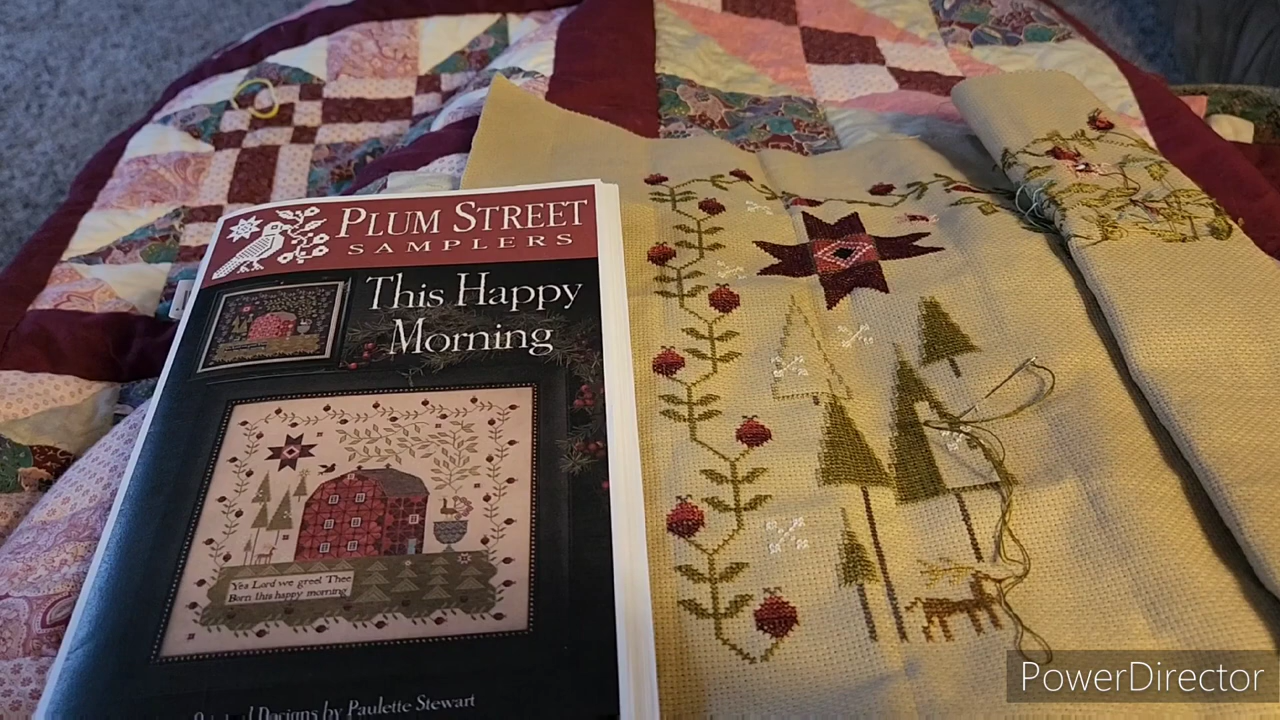 PLUM STREET
SAMPLERS
This Happy
Morning
Yea Lord we greet Thee
Born this happy morning
Original Designs by Paulette Stewart
PowerDirector